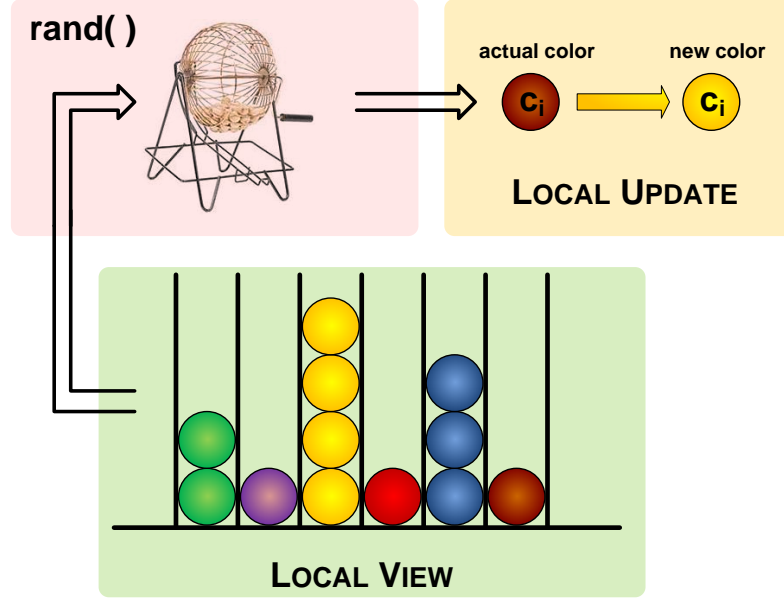 rand( )
actual color
new color
ci
ci
LOCAL UPDATE
LOCAL VIEW